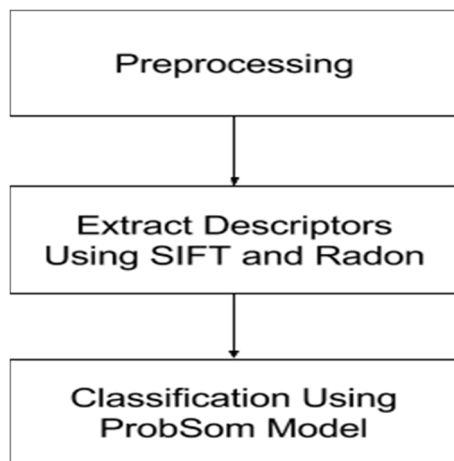 Preprocessing
Extract Descriptors
Using SIFT and Radon
Classification Using
ProbSom Model